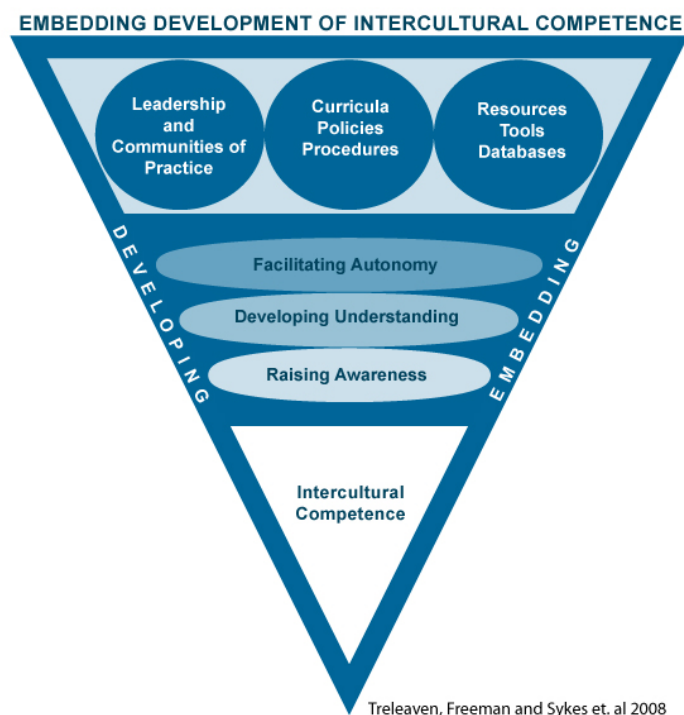 EMBEDDING DEVELOPMENT OF INTERCULTURAL COMPETENCE
Leadership
and
Communities of
Practice
Curricula
Policies
Procedures
Resources
Tools
Databases
DEVELOPING
EMBEDDING
Facilitating Autonomy
Developing Understanding
Raising Awareness
Intercultural
Competence
Treleaven, Freeman and Sykes et. al 2008